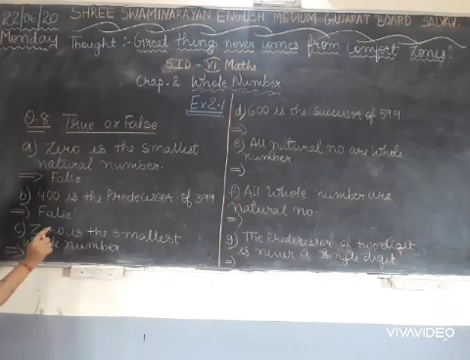 22/06/20 SHREE SWAMINARAYAN ENGLISH MEDIUM GUJARAT BOARD SADAV.
Monday Thought :- Great things never comes from comfort zones.
STD - VI Maths
Chap-2 Whole Number
Ex 2.1
Q.8 True or False
a) Zero is the smallest
natural number.
=> False
b) 400 is the Predecessor of 399
=> False
c) Zero is the smallest
whole number
=>
d) 600 is the successor of 599
=>
e) All natural no are whole
number
=>
f) All whole number are
natural no.
=>
g) The Predecessor of two digit
is never a single digit
=>
VIVAVIDEO